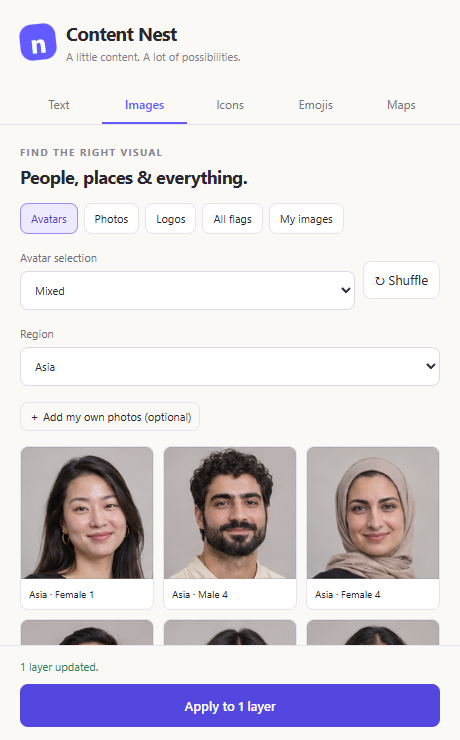 n
Content Nest
A little content. A lot of possibilities.
Text Images Icons Emojis Maps
FIND THE RIGHT VISUAL
People, places & everything.
Avatars Photos Logos All flags My images
Avatar selection
Mixed
↻ Shuffle
Region
Asia
+ Add my own photos (optional)
Asia · Female 1 Asia · Male 4 Asia · Female 4
1 layer updated.
Apply to 1 layer